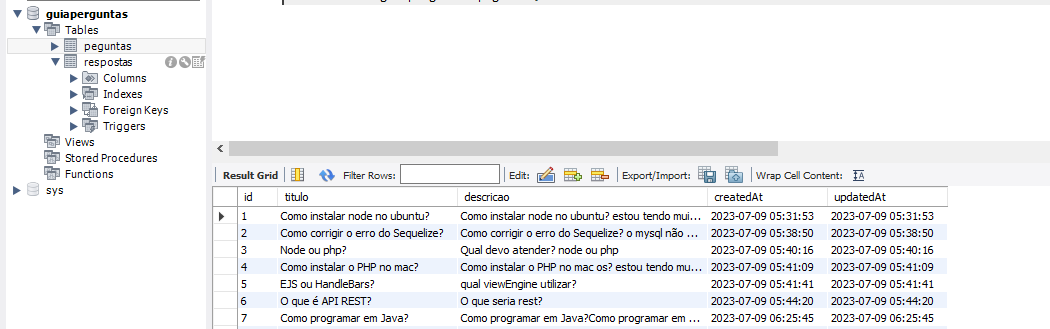 guiaperguntas
Tables
peguntas
respostas
Columns
Indexes
Foreign Keys
Triggers
Views
Stored Procedures
Functions
sys
Result Grid Filter Rows: Edit: Export/Import: Wrap Cell Content:
id titulo descricao createdAt updatedAt
1 Como instalar node no ubuntu? Como instalar node no ubuntu? estou tendo mui... 2023-07-09 05:31:53 2023-07-09 05:31:53
2 Como corrigir o erro do Sequelize? Como corrigir o erro do Sequelize? o mysql não ... 2023-07-09 05:38:50 2023-07-09 05:38:50
3 Node ou php? Qual devo atender? node ou php 2023-07-09 05:40:16 2023-07-09 05:40:16
4 Como instalar o PHP no mac? Como instalar o PHP no mac os? estou tendo mu... 2023-07-09 05:41:09 2023-07-09 05:41:09
5 EJS ou HandleBars? qual viewEngine utilizar? 2023-07-09 05:41:41 2023-07-09 05:41:41
6 O que é API REST? O que seria rest? 2023-07-09 05:44:20 2023-07-09 05:44:20
7 Como programar em Java? Como programar em Java?Como programar em ... 2023-07-09 06:25:45 2023-07-09 06:25:45